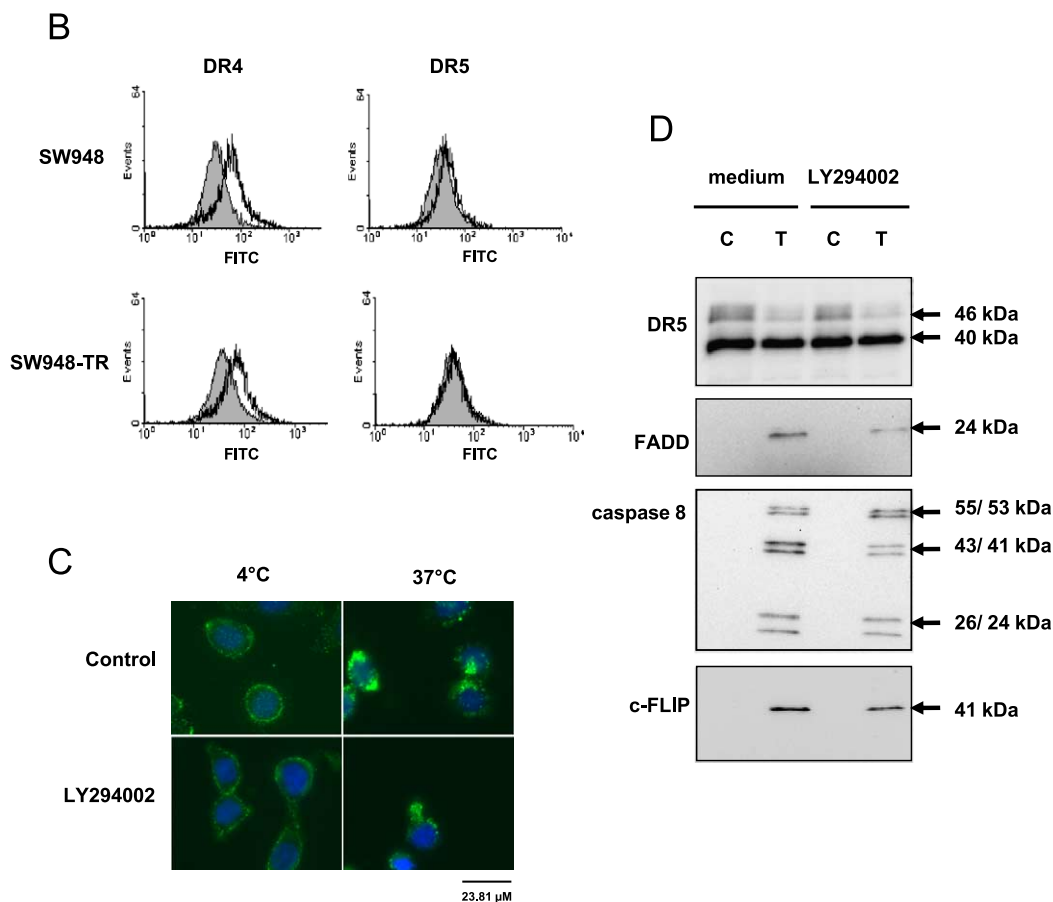 B
DR4 DR5
SW948
64 Events 0 10⁰ 10¹ 10² 10³ FITC
64 Events 0 10⁰ 10¹ 10² 10³ 10⁴ FITC
SW948-TR
64 Events 0 10⁰ 10¹ 10² 10³ FITC
64 Events 0 10⁰ 10¹ 10² 10³ 10⁴ FITC
C
4°C 37°C
Control
LY294002
23.81 µM
D
medium LY294002
C T C T
DR5 46 kDa
40 kDa
FADD 24 kDa
caspase 8 55/ 53 kDa
43/ 41 kDa
26/ 24 kDa
c-FLIP 41 kDa